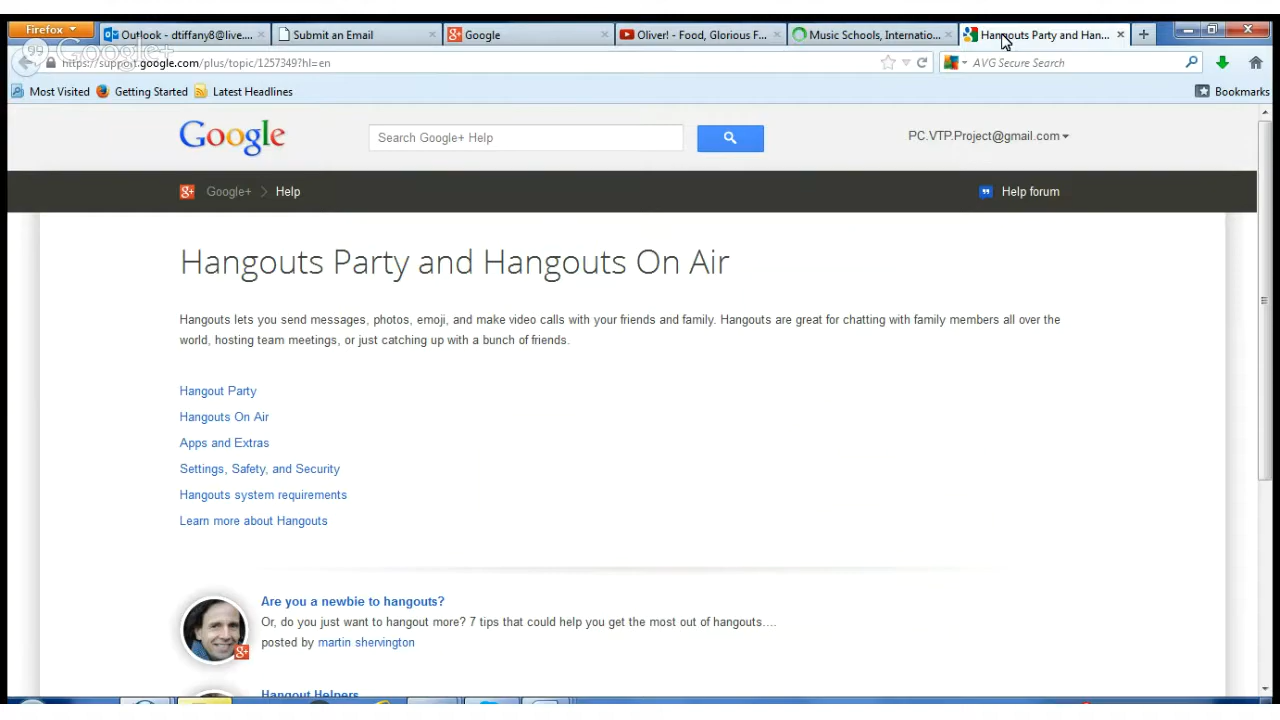 Firefox
Outlook - dtiffany8@live....
Submit an Email
Google
Oliver! - Food, Glorious F...
Music Schools, Internatio...
Hangouts Party and Han...
Google+
https://support.google.com/plus/topic/1257349?hl=en
AVG Secure Search
Most Visited
Getting Started
Latest Headlines
Bookmarks
Google
Search Google+ Help
PC.VTP.Project@gmail.com
Google+ > Help
Help forum
Hangouts Party and Hangouts On Air
Hangouts lets you send messages, photos, emoji, and make video calls with your friends and family. Hangouts are great for chatting with family members all over the
world, hosting team meetings, or just catching up with a bunch of friends.
Hangout Party
Hangouts On Air
Apps and Extras
Settings, Safety, and Security
Hangouts system requirements
Learn more about Hangouts
Are you a newbie to hangouts?
Or, do you just want to hangout more? 7 tips that could help you get the most out of hangouts....
posted by martin shervington
Hangout Helpers